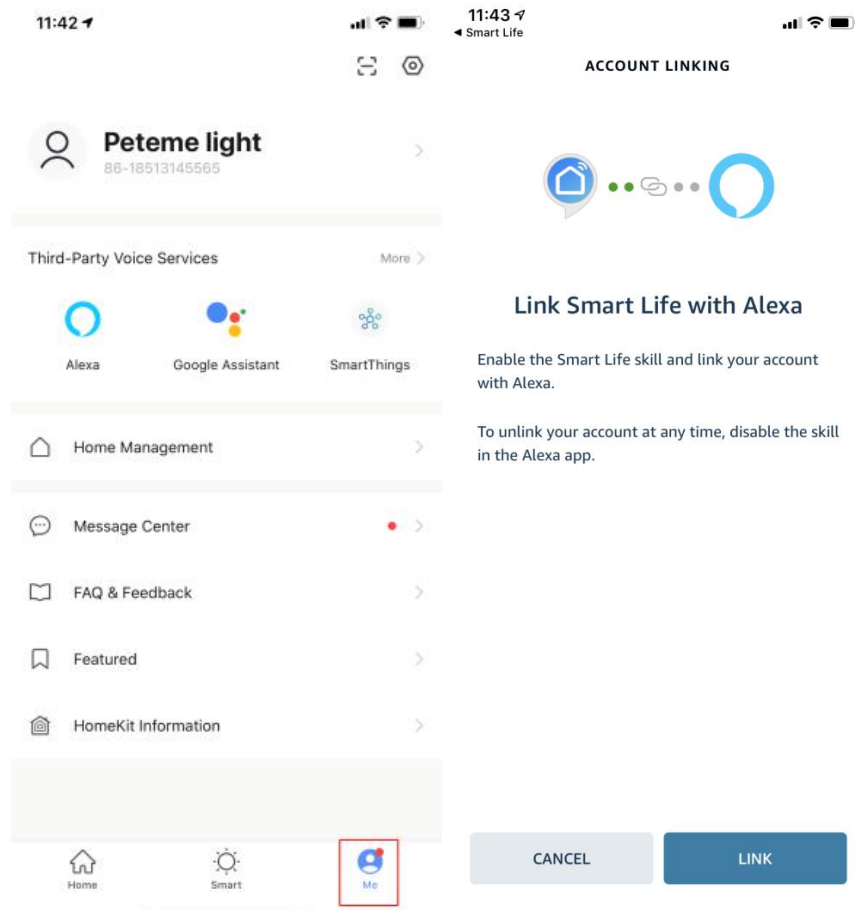 11:42
Peteme light
86-18513145565
Third-Party Voice Services
More
Alexa
Google Assistant
SmartThings
Home Management
Message Center
FAQ & Feedback
Featured
HomeKit Information
Home
Smart
Me
11:43
Smart Life
ACCOUNT LINKING
Link Smart Life with Alexa
Enable the Smart Life skill and link your account
with Alexa.
To unlink your account at any time, disable the skill
in the Alexa app.
CANCEL
LINK